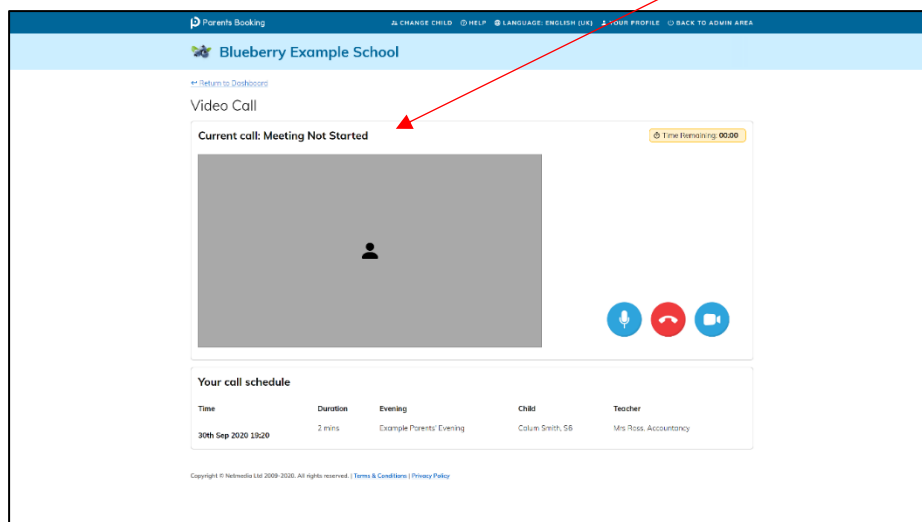 Parents Booking CHANGE CHILD HELP LANGUAGE: ENGLISH (UK) YOUR PROFILE BACK TO ADMIN AREA
Blueberry Example School
Return to Dashboard
Video Call
Current call: Meeting Not Started Time Remaining: 00:00
Your call schedule
Time Duration Evening Child Teacher
30th Sep 2020 19:20 2 mins Example Parents' Evening Calum Smith, S6 Mrs Ross, Accountancy
Copyright © Netmedia Ltd 2009-2020. All rights reserved. | Terms & Conditions | Privacy Policy